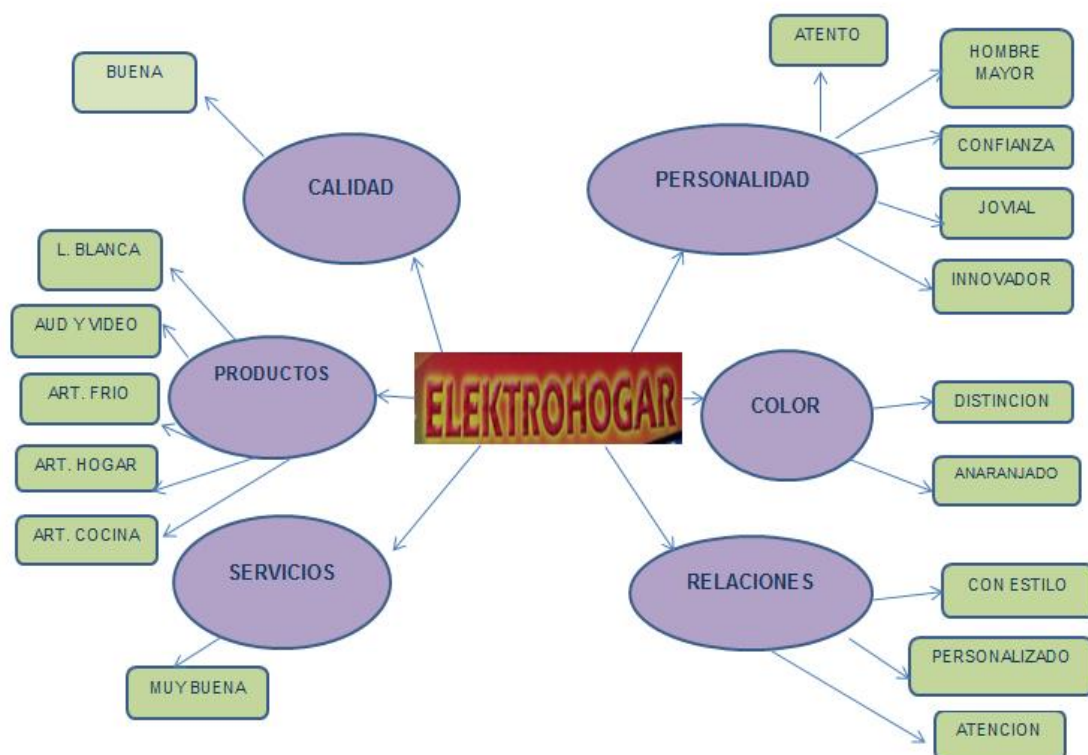 ATENTO
HOMBRE
MAYOR
BUENA
CONFIANZA
CALIDAD
PERSONALIDAD
JOVIAL
L. BLANCA
INNOVADOR
AUD Y VIDEO
PRODUCTOS
ART. FRIO
ELEKTROHOGAR
COLOR
DISTINCION
ART. HOGAR
ANARANJADO
ART. COCINA
SERVICIOS
RELACIONES
CON ESTILO
PERSONALIZADO
MUY BUENA
ATENCION